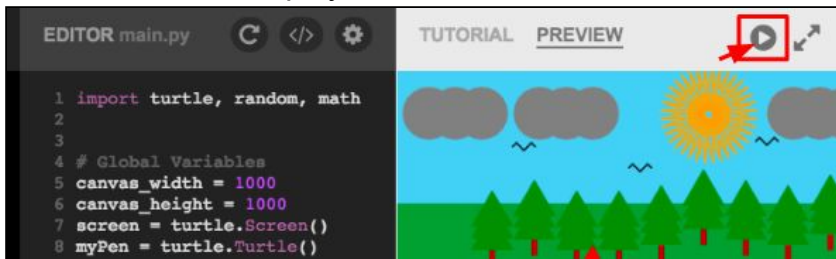 EDITOR main.py </> TUTORIAL PREVIEW
1 import turtle, random, math
2
3
4 # Global Variables
5 canvas_width = 1000
6 canvas_height = 1000
7 screen = turtle.Screen()
8 myPen = turtle.Turtle()